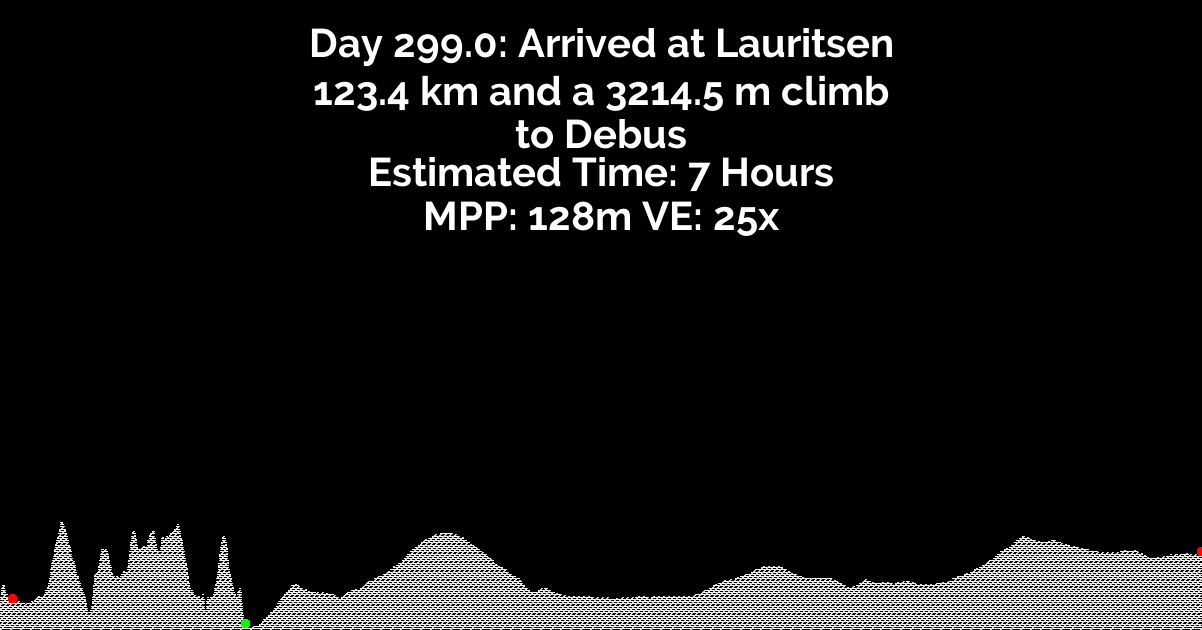 Day 299.0: Arrived at Lauritsen
123.4 km and a 3214.5 m climb
to Debus
Estimated Time: 7 Hours
MPP: 128m VE: 25x